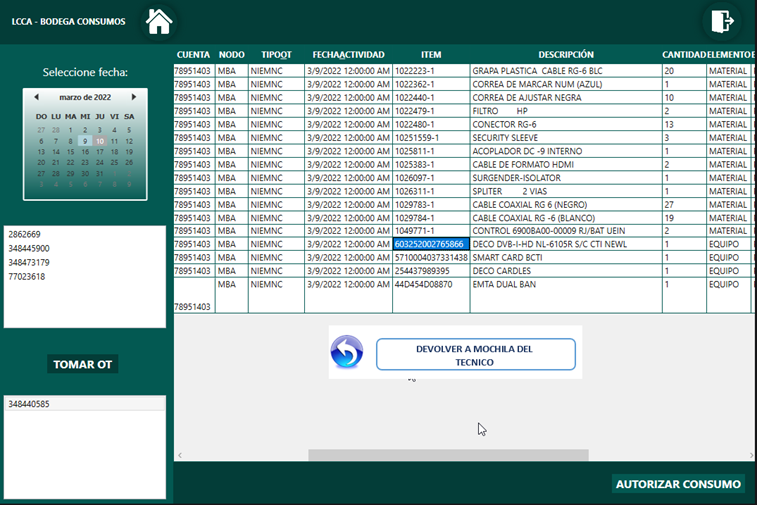 LCCA - BODEGA CONSUMOS
Seleccione fecha:
marzo de 2022
DO LU MA MI JU VI SA
27 28 1 2 3 4 5
6 7 8 9 10 11 12
13 14 15 16 17 18 19
20 21 22 23 24 25 26
27 28 29 30 31 1 2
3 4 5 6 7 8 9
2862669
348445900
348473179
77023618
TOMAR OT
348440585
CUENTA NODO TIPOOT FECHAACTIVIDAD ITEM DESCRIPCIÓN CANTIDAD ELEMENTO E
78951403 MBA NIEMNC 3/9/2022 12:00:00 AM 1022223-1 GRAPA PLASTICA CABLE RG-6 BLC 20 MATERIAL
78951403 MBA NIEMNC 3/9/2022 12:00:00 AM 1022362-1 CORREA DE MARCAR NUM (AZUL) 1 MATERIAL
78951403 MBA NIEMNC 3/9/2022 12:00:00 AM 1022440-1 CORREA DE AJUSTAR NEGRA 10 MATERIAL
78951403 MBA NIEMNC 3/9/2022 12:00:00 AM 1022479-1 FILTRO HP 2 MATERIAL
78951403 MBA NIEMNC 3/9/2022 12:00:00 AM 1022480-1 CONECTOR RG-6 13 MATERIAL
78951403 MBA NIEMNC 3/9/2022 12:00:00 AM 10251559-1 SECURITY SLEEVE 3 MATERIAL
78951403 MBA NIEMNC 3/9/2022 12:00:00 AM 1025811-1 ACOPLADOR DC -9 INTERNO 1 MATERIAL
78951403 MBA NIEMNC 3/9/2022 12:00:00 AM 1025383-1 CABLE DE FORMATO HDMI 2 MATERIAL
78951403 MBA NIEMNC 3/9/2022 12:00:00 AM 1026097-1 SURGENDER-ISOLATOR 1 MATERIAL
78951403 MBA NIEMNC 3/9/2022 12:00:00 AM 1026311-1 SPLITER 2 VIAS 1 MATERIAL
78951403 MBA NIEMNC 3/9/2022 12:00:00 AM 1029783-1 CABLE COAXIAL RG 6 (NEGRO) 27 MATERIAL
78951403 MBA NIEMNC 3/9/2022 12:00:00 AM 1029784-1 CABLE COAXIAL RG -6 (BLANCO) 19 MATERIAL
78951403 MBA NIEMNC 3/9/2022 12:00:00 AM 1049771-1 CONTROL 6900BA00-00009 RJ/BAT UEIN 2 MATERIAL
78951403 MBA NIEMNC 3/9/2022 12:00:00 AM 603252002765866 DECO DVB-I-HD NL-6105R S/C CTI NEWL 1 EQUIPO
78951403 MBA NIEMNC 3/9/2022 12:00:00 AM 5710004037331438 SMART CARD BCTI 1 EQUIPO
78951403 MBA NIEMNC 3/9/2022 12:00:00 AM 254437989395 DECO CARDLES 1 EQUIPO
78951403 MBA NIEMNC 3/9/2022 12:00:00 AM 44D454D08870 EMTA DUAL BAN 1 EQUIPO
DEVOLVER A MOCHILA DEL
TECNICO
AUTORIZAR CONSUMO